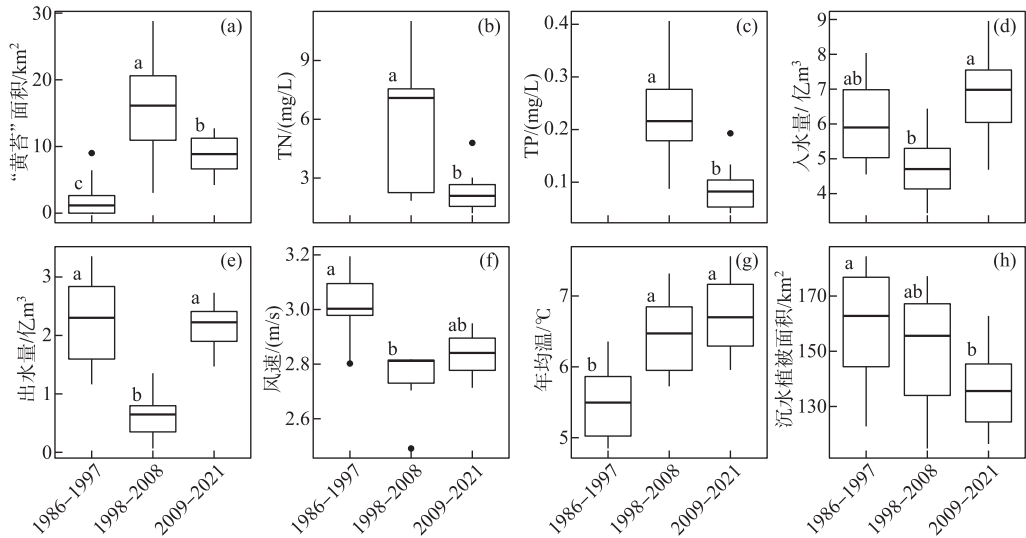 (a)
"黄苔"面积/km²
30
20
10
0
c
a
b
(b)
TN/(mg/L)
9
6
3
a
b
(c)
TP/(mg/L)
0.4
0.3
0.2
0.1
a
b
(d)
入水量/亿m³
9
8
7
6
5
4
ab
b
a
(e)
出水量/亿m³
3
2
1
0
a
b
a
1986–1997
1998–2008
2009–2021
(f)
风速/(m/s)
3.2
3.0
2.8
2.6
a
b
ab
1986–1997
1998–2008
2009–2021
(g)
年均温/℃
7
6
5
b
a
a
1986–1997
1998–2008
2009–2021
(h)
沉水植被面积/km²
170
150
130
a
ab
b
1986–1997
1998–2008
2009–2021